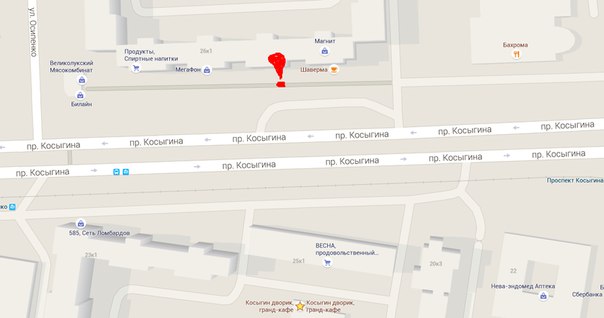 ул. Осипенко
Великолукский
Мясокомбинат
Билайн
Продукты,
Спиртные напитки
26к1
МегаФон
Магнит
Шаверма
Бахрома
пр. Косыгина
пр. Косыгина
пр. Косыгина
пр. Косыгина
пр. Косыгина
пр. Косыгина
пр. Косыгина
пр. Косыгина
пр. Косыгина
пр. Косыгина
Проспект Косыгина
ко
585, Сеть Ломбардов
23к1
ВЕСНА,
продовольственный...
25к1
20к3
22
Нева-эндомед Аптека
Сбербанка
Косыгин дворик,
гранд-кафе
Косыгин дворик,
гранд-кафе